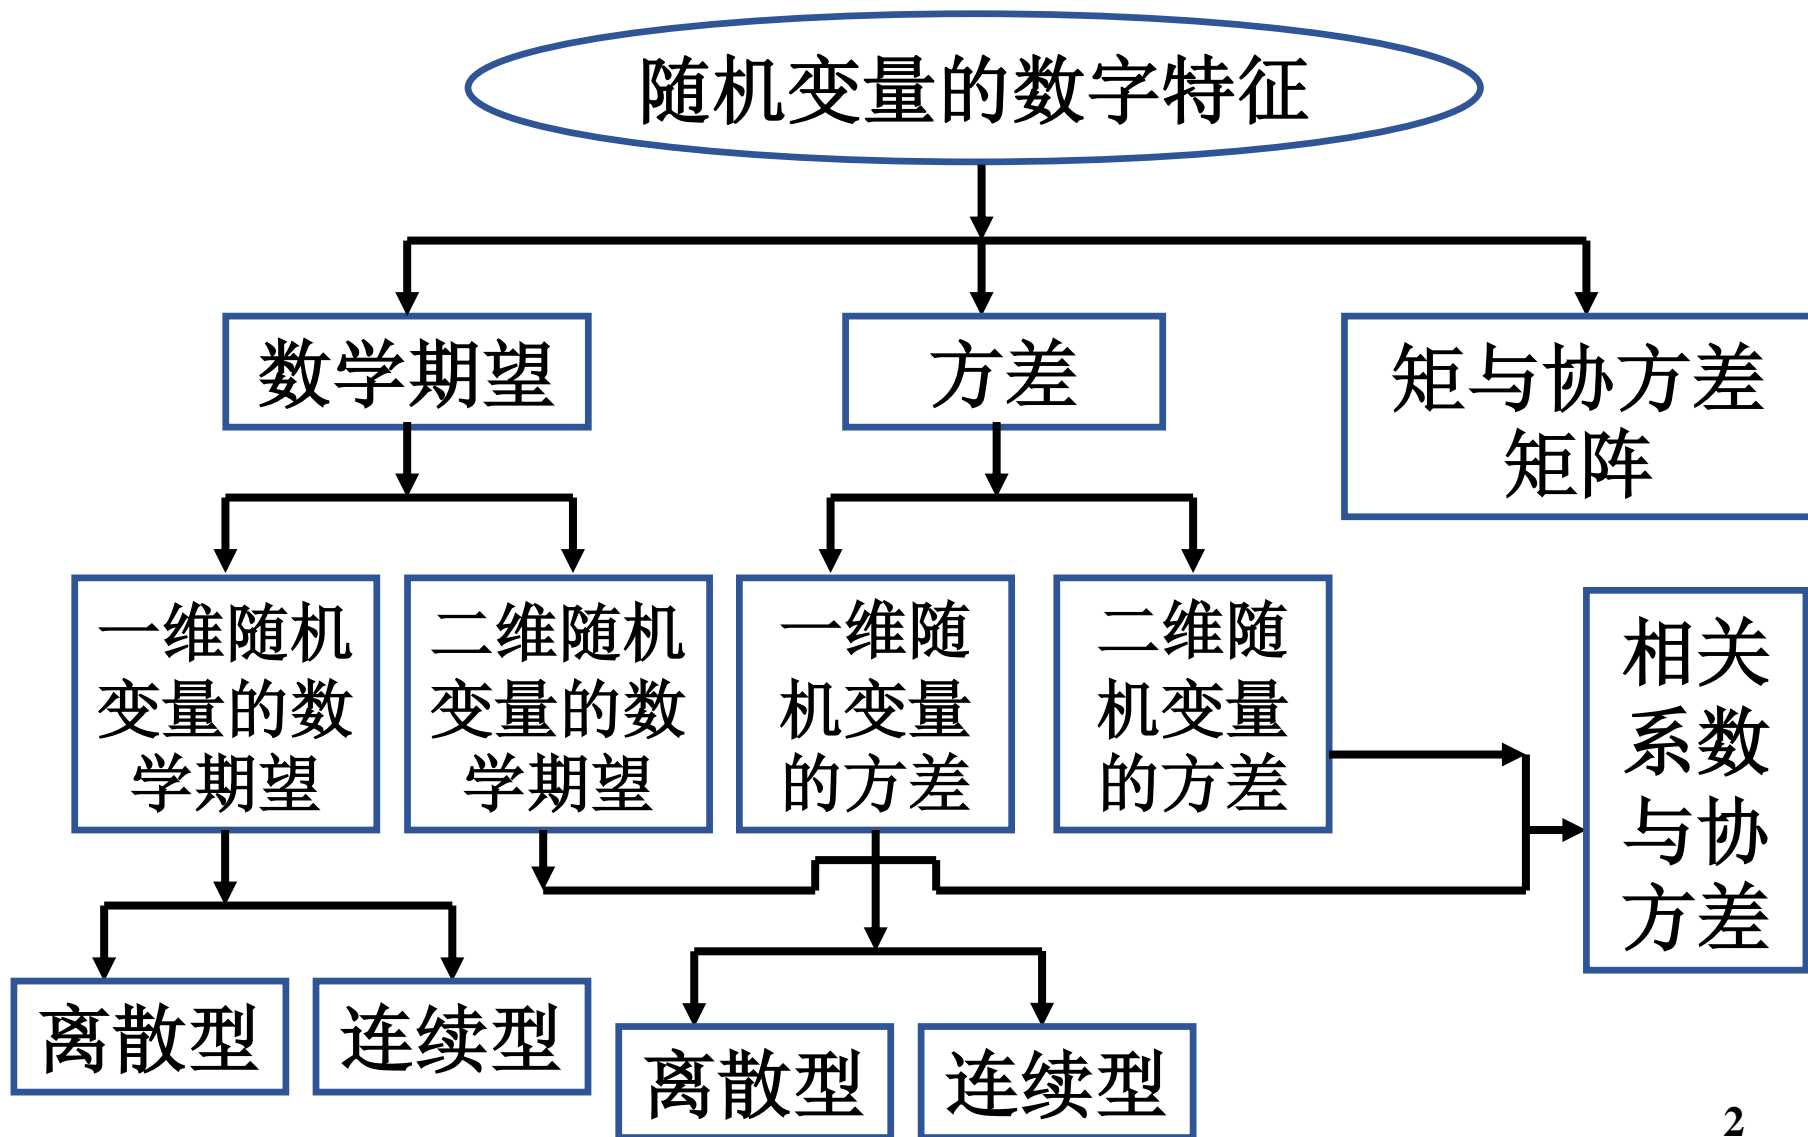 随机变量的数字特征
数学期望
方差
矩与协方差
矩阵
一维随机
变量的数
学期望
二维随机
变量的数
学期望
一维随
机变量
的方差
二维随
机变量
的方差
相关
系数
与协
方差
离散型
连续型
离散型
连续型
2